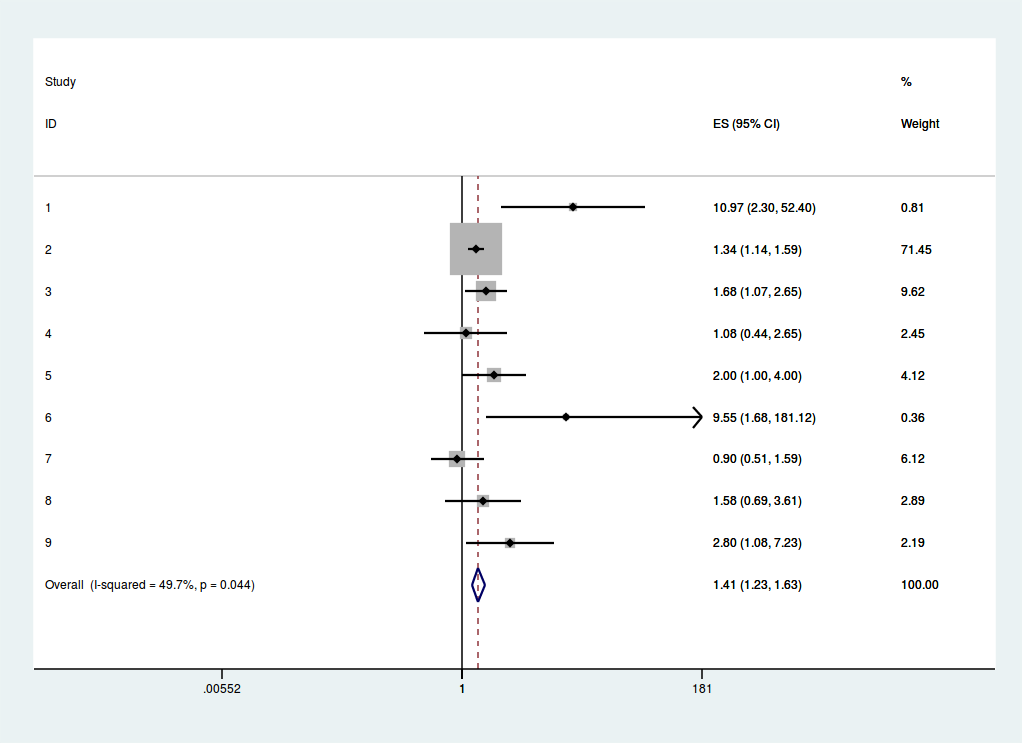 Study %
ID ES (95% CI) Weight
1 10.97 (2.30, 52.40) 0.81
2 1.34 (1.14, 1.59) 71.45
3 1.68 (1.07, 2.65) 9.62
4 1.08 (0.44, 2.65) 2.45
5 2.00 (1.00, 4.00) 4.12
6 9.55 (1.68, 181.12) 0.36
7 0.90 (0.51, 1.59) 6.12
8 1.58 (0.69, 3.61) 2.89
9 2.80 (1.08, 7.23) 2.19
Overall (I-squared = 49.7%, p = 0.044) 1.41 (1.23, 1.63) 100.00
.00552 1 181